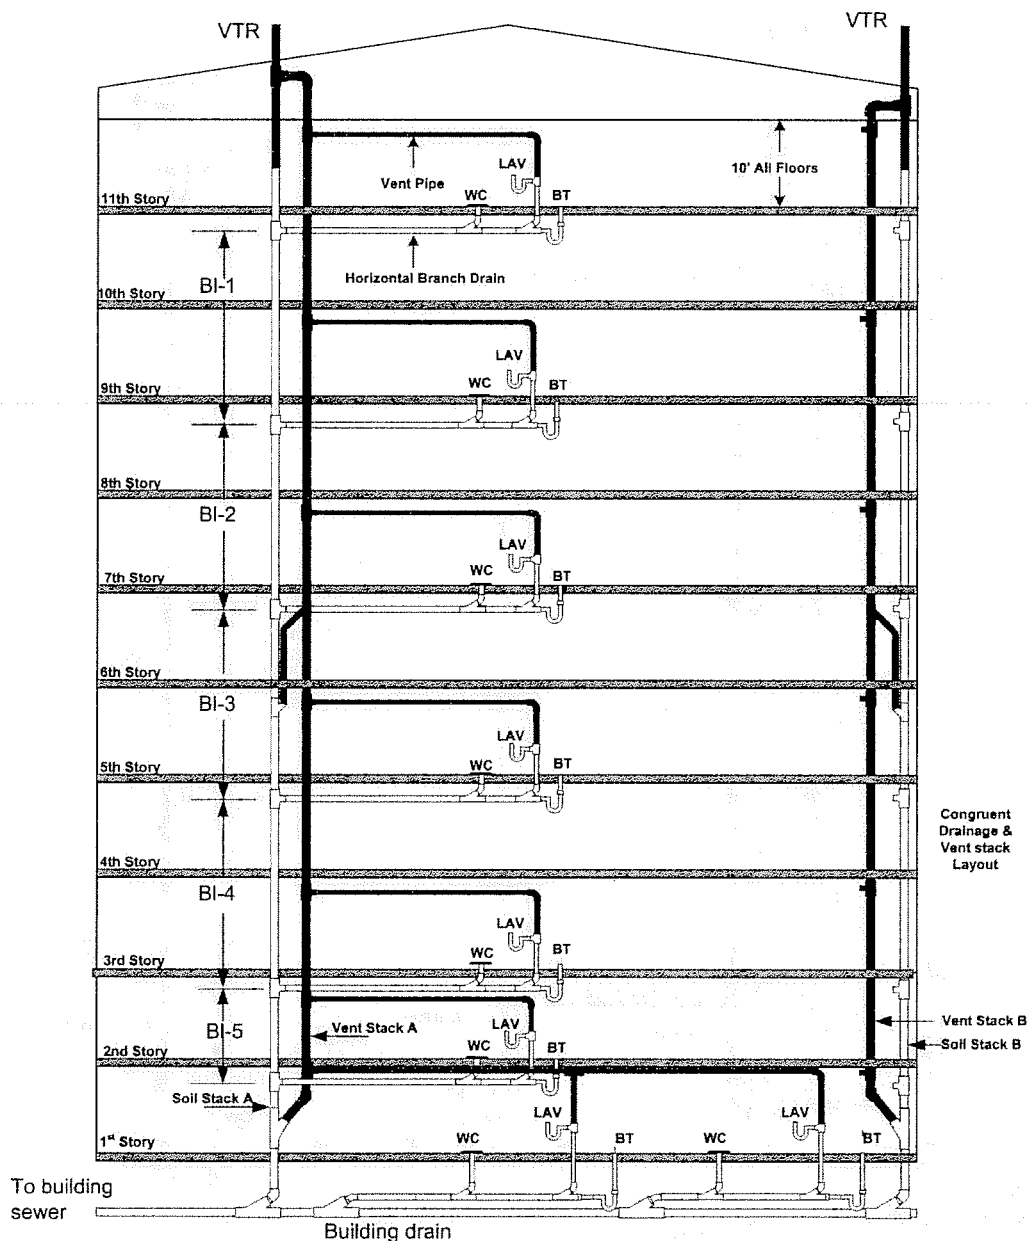 VTR
VTR
LAV
10' All Floors
Vent Pipe
WC
BT
11th Story
Horizontal Branch Drain
BI-1
10th Story
LAV
WC
BT
9th Story
8th Story
BI-2
LAV
WC
BT
7th Story
6th Story
BI-3
LAV
WC
BT
5th Story
Congruent
Drainage &
Vent stack
Layout
4th Story
BI-4
LAV
WC
BT
3rd Story
Vent Stack A
LAV
Vent Stack B
BI-5
Soil Stack B
WC
BT
2nd Story
Soil Stack A
LAV
LAV
1st Story
WC
BT
WC
BT
To building
sewer
Building drain